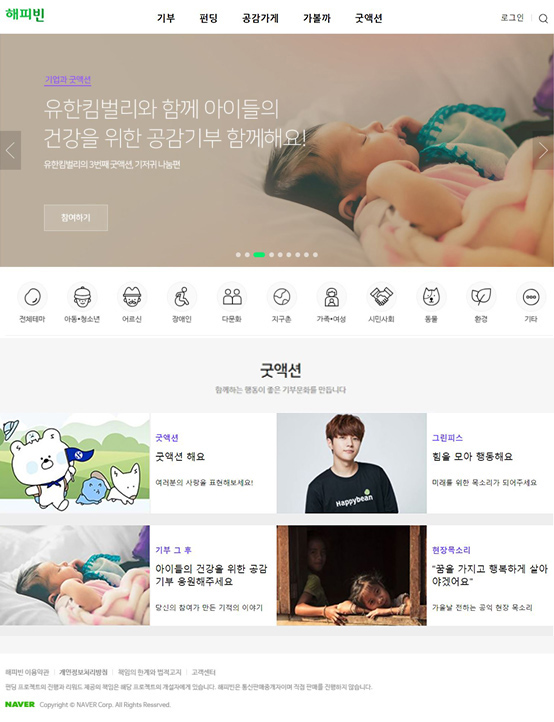 해피빈
기부 펀딩 공감가게 가볼까 굿액션
로그인
기업과 굿액션
유한킴벌리와 함께 아이들의
건강을 위한 공감기부 함께해요!
유한킴벌리의 3번째 굿액션, 기저귀 나눔편
참여하기
전체테마 아동•청소년 어르신 장애인 다문화 지구촌 가족•여성 시민사회 동물 환경 기타
굿액션
함께하는 행동이 좋은 기부문화를 만듭니다
굿액션
굿액션 해요
여러분의 사랑을 표현해보세요!
Happybean
그린피스
힘을 모아 행동해요
미래를 위한 목소리가 되어주세요
기부 그 후
아이들의 건강을 위한 공감
기부 응원해주세요
당신의 참여가 만든 기적의 이야기
현장목소리
"꿈을 가지고 행복하게 살아
야겠어요"
가을날 전하는 공익 현장 목소리
해피빈 이용약관 개인정보처리방침 책임의 한계와 법적고지 고객센터
펀딩 프로젝트의 진행과 리워드 제공의 책임은 해당 프로젝트의 개설자에게 있습니다. 해피빈은 통신판매중개자이며 직접 판매를 진행하지 않습니다.
NAVER Copyright © NAVER Corp. All Rights Reserved.